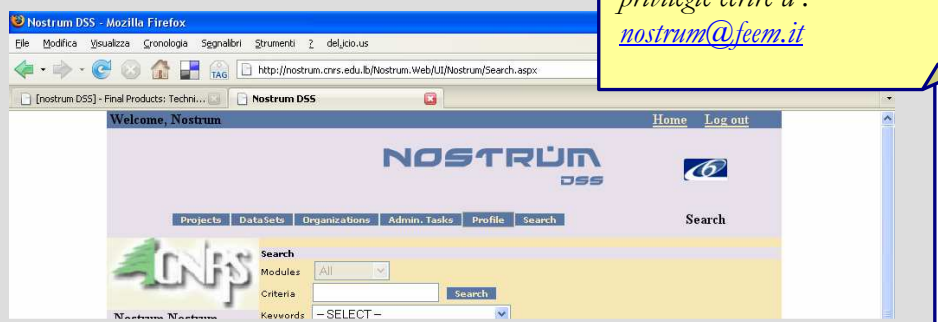 privilegié écrire à :
nostrum@feem.it
Nostrum DSS - Mozilla Firefox
File Modifica Visualizza Cronologia Segnalibri Strumenti ? del.icio.us
TAG http://nostrum.cnrs.edu.lb/Nostrum.Web/UI/Nostrum/Search.aspx
[nostrum DSS] - Final Products: Techni... Nostrum DSS
Welcome, Nostrum Home Log out
NOSTRUM
DSS
6
Projects DataSets Organizations Admin. Tasks Profile Search Search
CNRS
Search
Modules All
Criteria Search
Nostrum Nostrum Keywords -- SELECT --